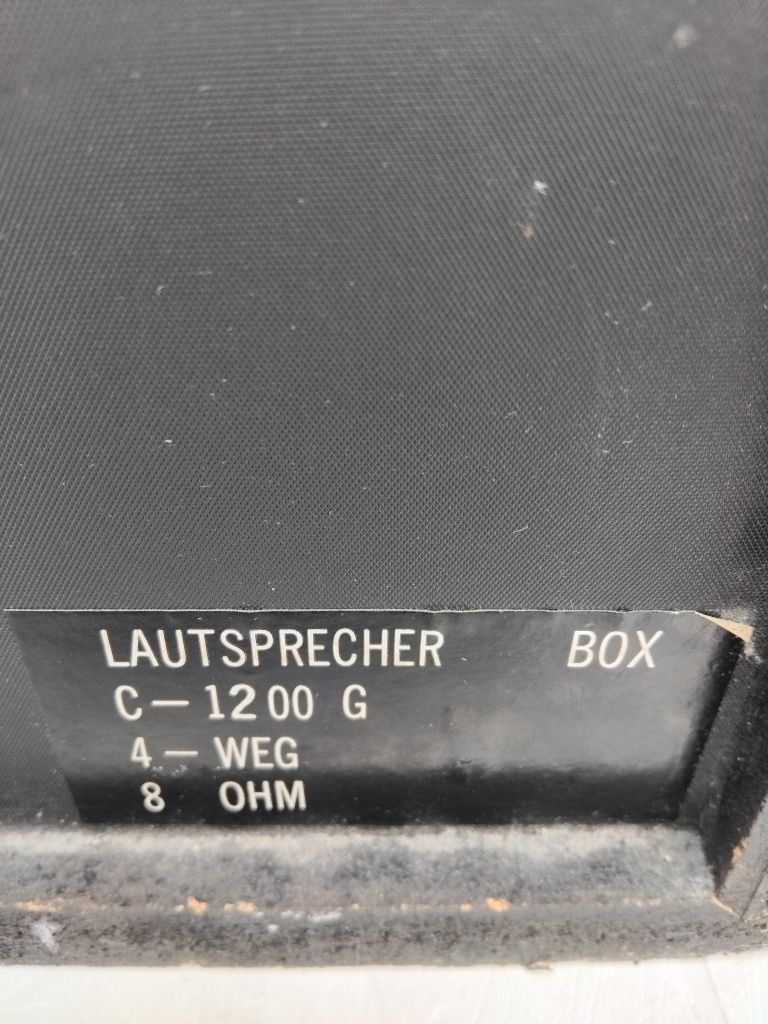 LAUTSPRECHER BOX
C-1200 G
4-WEG
8 OHM